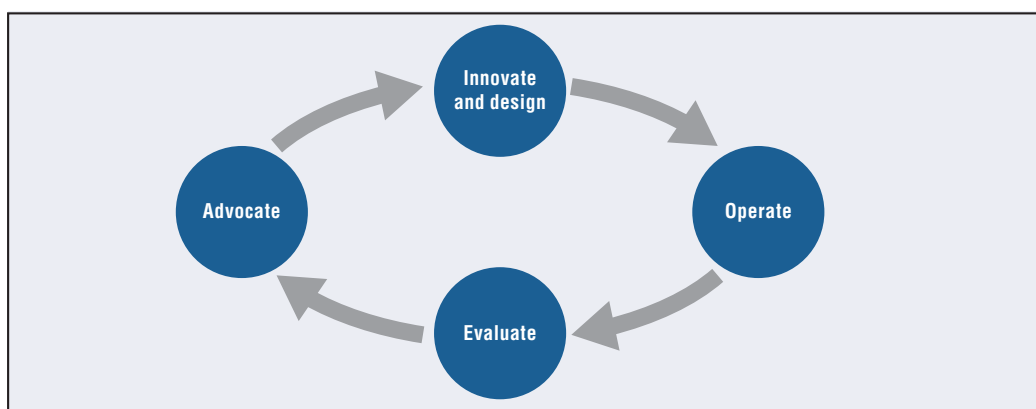 Innovate
and design
Operate
Evaluate
Advocate